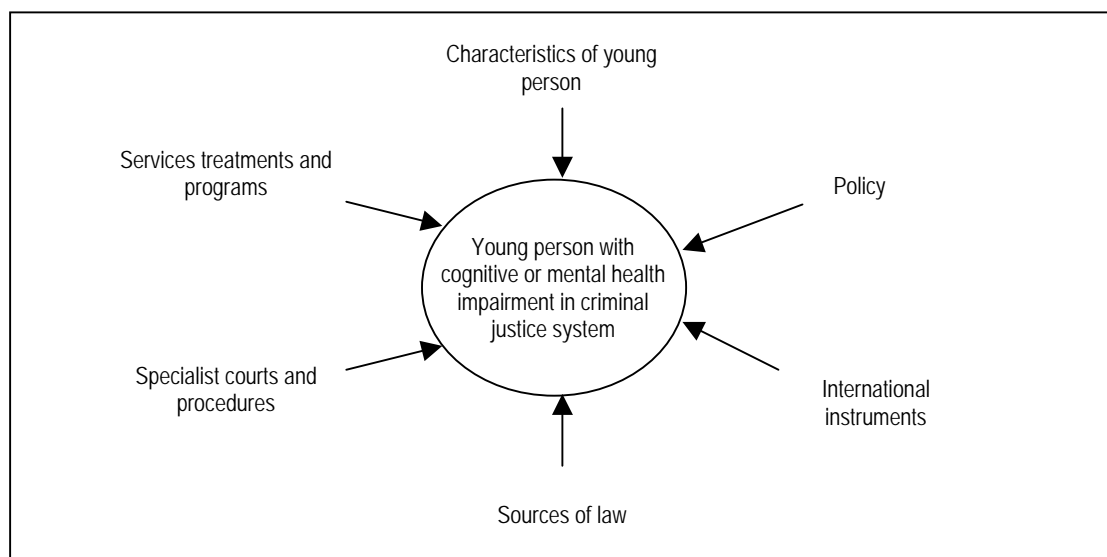 Characteristics of young
person
Services treatments and
programs
Policy
Young person with
cognitive or mental health
impairment in criminal
justice system
Specialist courts and
procedures
International
instruments
Sources of law